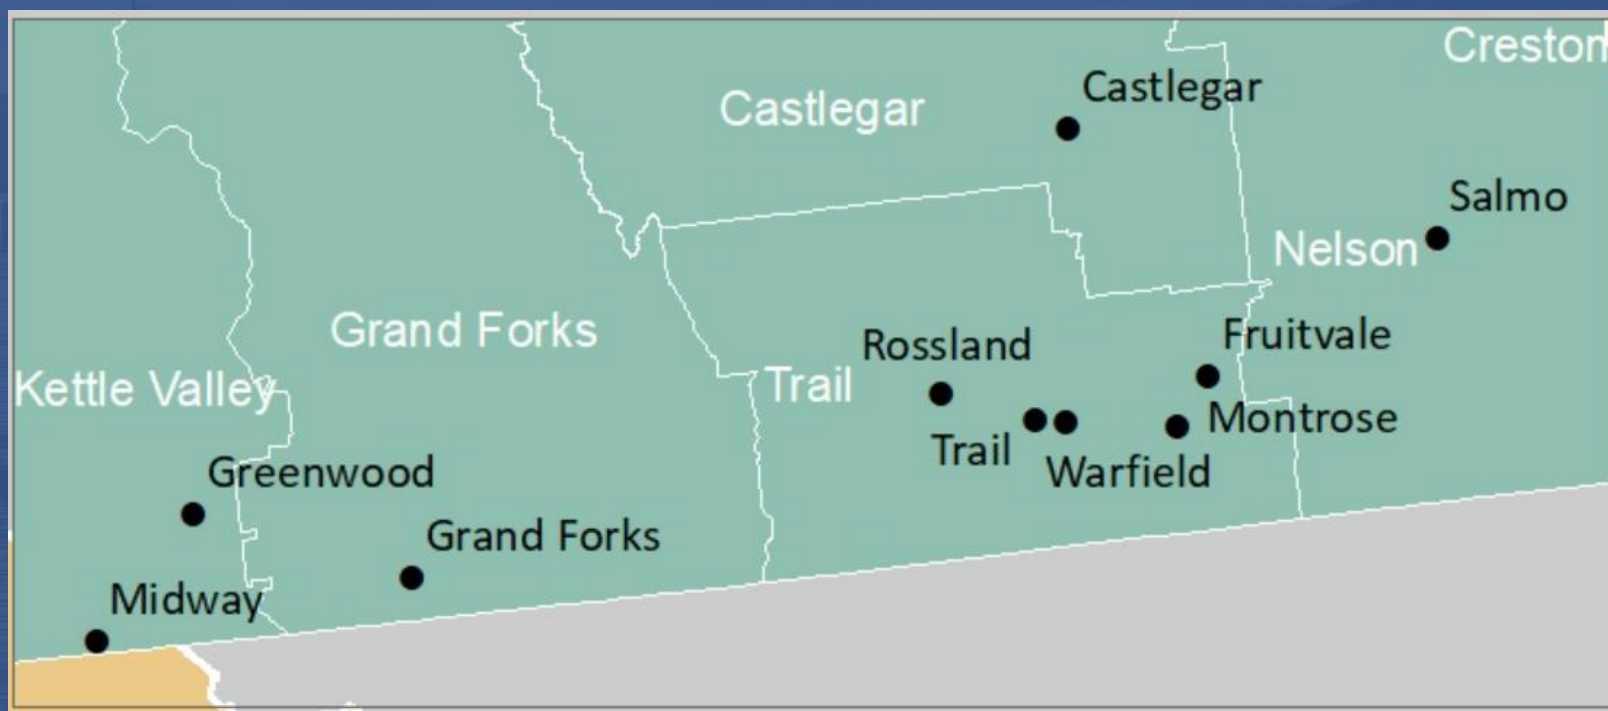 Creston
Castlegar
Castlegar
Salmo
Nelson
Grand Forks
Rossland
Fruitvale
Kettle Valley
Trail
Montrose
Trail
Warfield
Greenwood
Grand Forks
Midway